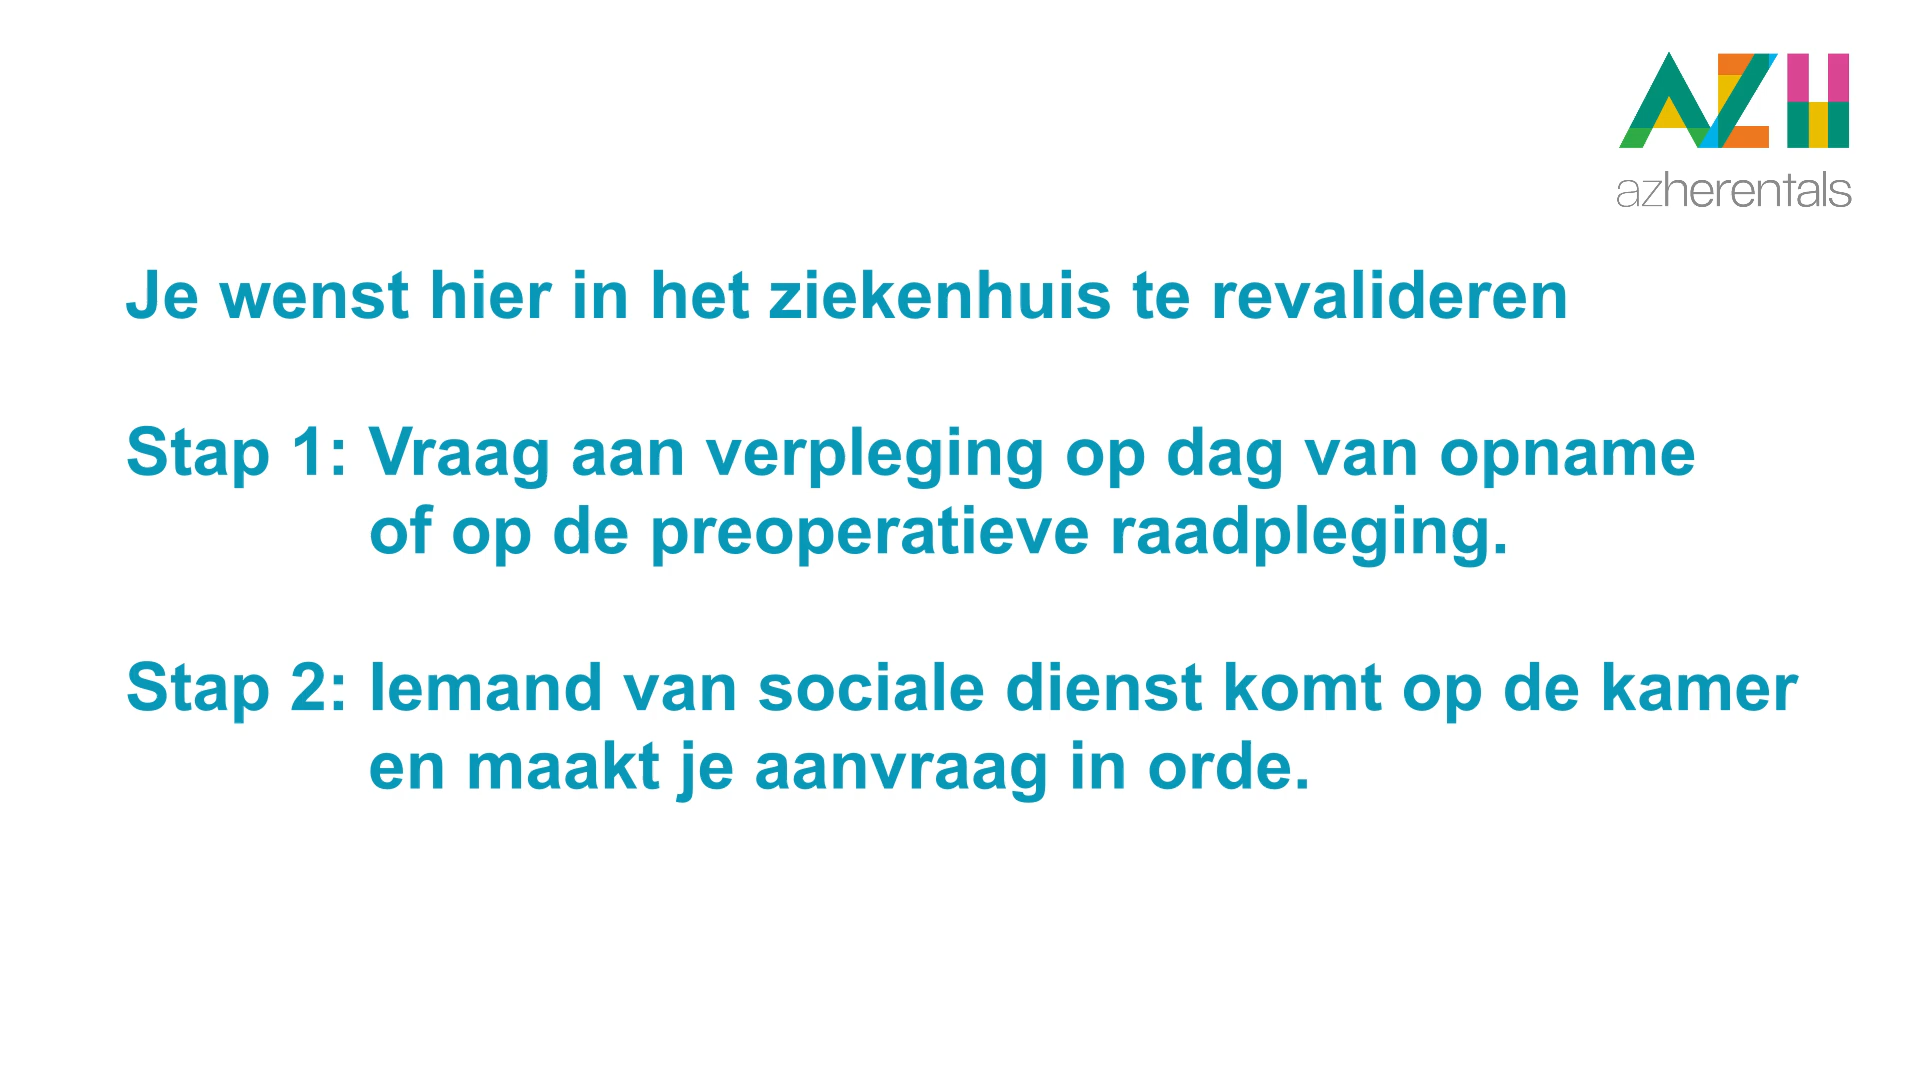 AZH
azherentals
Je wenst hier in het ziekenhuis te revalideren
Stap 1: Vraag aan verpleging op dag van opname
of op de preoperatieve raadpleging.
Stap 2: Iemand van sociale dienst komt op de kamer
en maakt je aanvraag in orde.